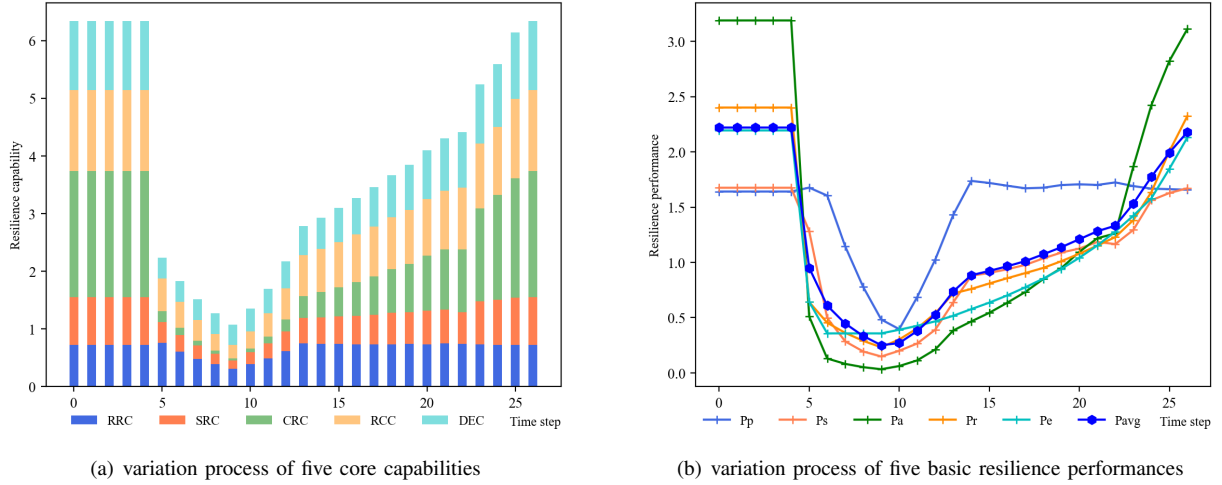 6
5
4
3
2
1
0
Resilience capability
0 5 10 15 20 25
Time step
RRC SRC CRC RCC DEC
(a) variation process of five core capabilities
3.0
2.5
2.0
1.5
1.0
0.5
0.0
Resilience performance
0 5 10 15 20 25
Time step
Pp Ps Pa Pr Pe Pavg
(b) variation process of five basic resilience performances